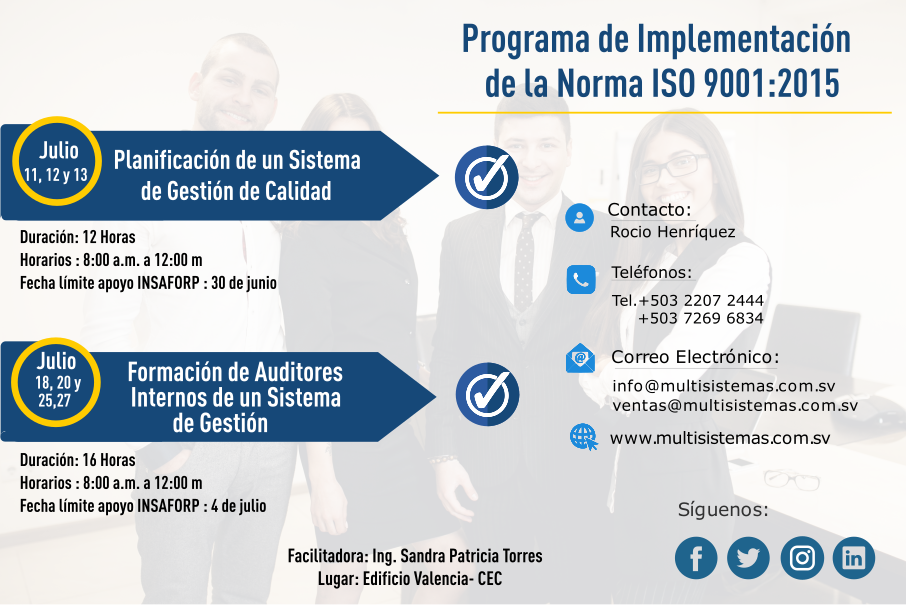 Programa de Implementación
de la Norma ISO 9001:2015
Julio
11, 12 y 13
Planificación de un Sistema
de Gestión de Calidad
Duración: 12 Horas
Horarios : 8:00 a.m. a 12:00 m
Fecha límite apoyo INSAFORP : 30 de junio
Julio
18, 20 y
25,27
Formación de Auditores
Internos de un Sistema
de Gestión
Duración: 16 Horas
Horarios : 8:00 a.m. a 12:00 m
Fecha límite apoyo INSAFORP : 4 de julio
Facilitadora: Ing. Sandra Patricia Torres
Lugar: Edificio Valencia- CEC
Contacto:
Rocio Henríquez
Teléfonos:
Tel.+503 2207 2444
+503 7269 6834
Correo Electrónico:
info@multisistemas.com.sv
ventas@multisistemas.com.sv
www.multisistemas.com.sv
Síguenos: